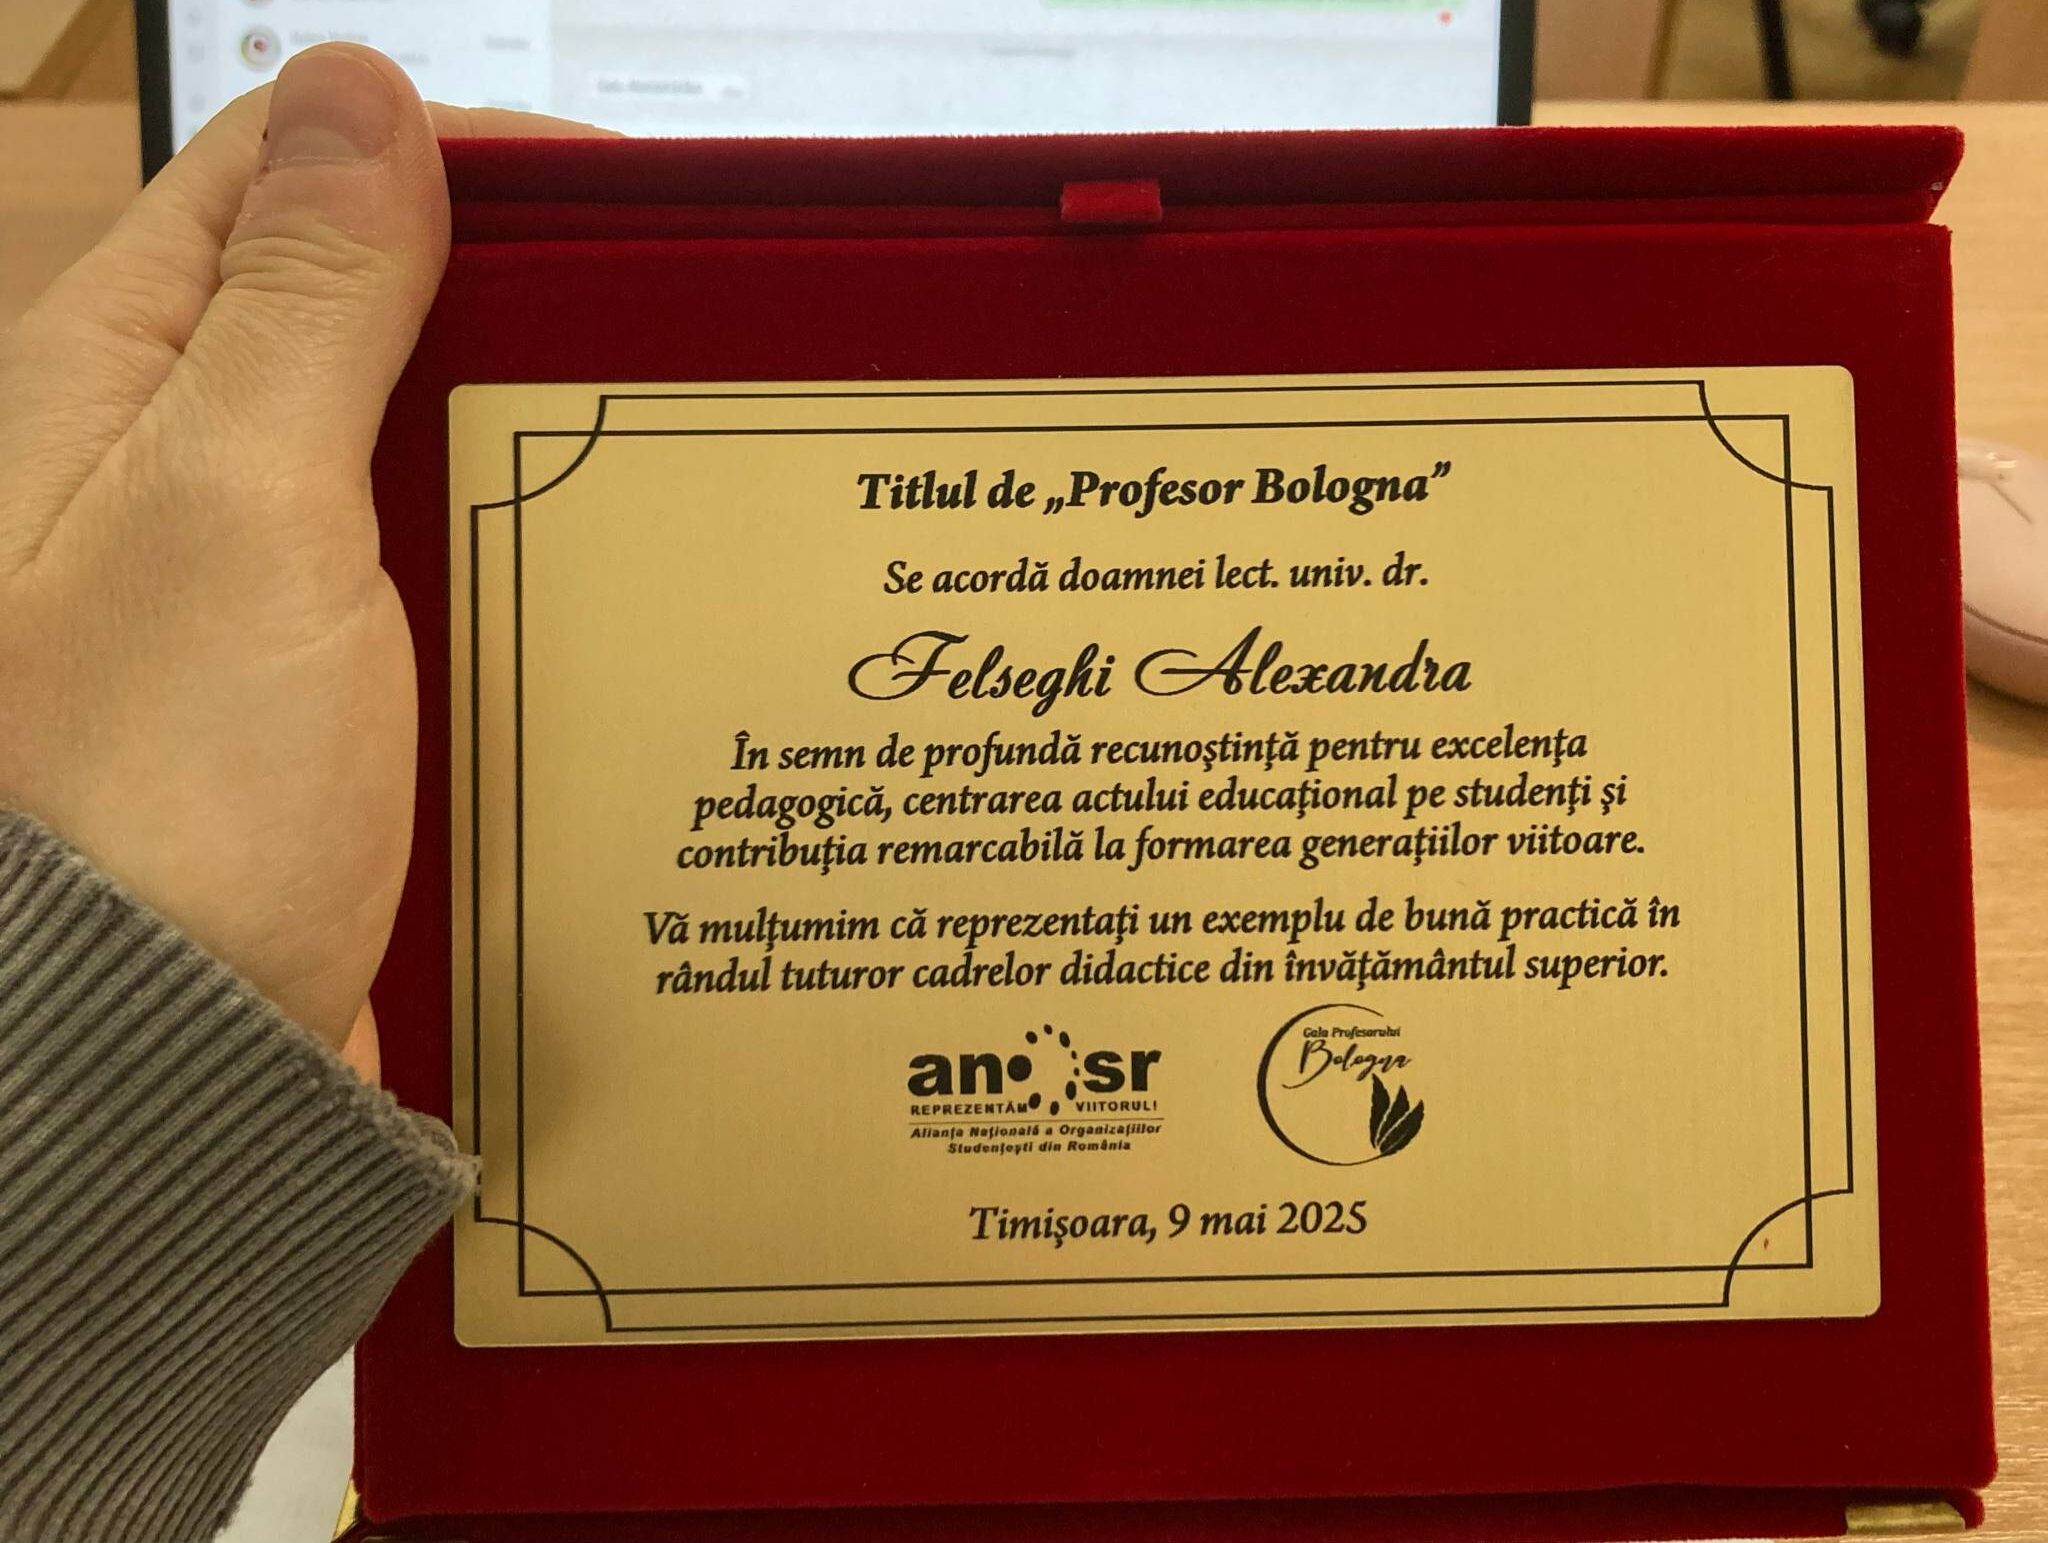 Titlul de „Profesor Bologna”
Se acordă doamnei lect. univ. dr.
Felseghi Alexandra
În semn de profundă recunoştinţă pentru excelenţa
pedagogică, centrarea actului educaţional pe studenţi şi
contribuţia remarcabilă la formarea generaţiilor viitoare.
Vă mulţumim că reprezentaţi un exemplu de bună practică în
rândul tuturor cadrelor didactice din învăţământul superior.
anosr
REPREZENTĂM VIITORUL!
Alianţa Naţională a Organizaţiilor
Studenţeşti din România
Gala Profesorului
Bologna
Timişoara, 9 mai 2025